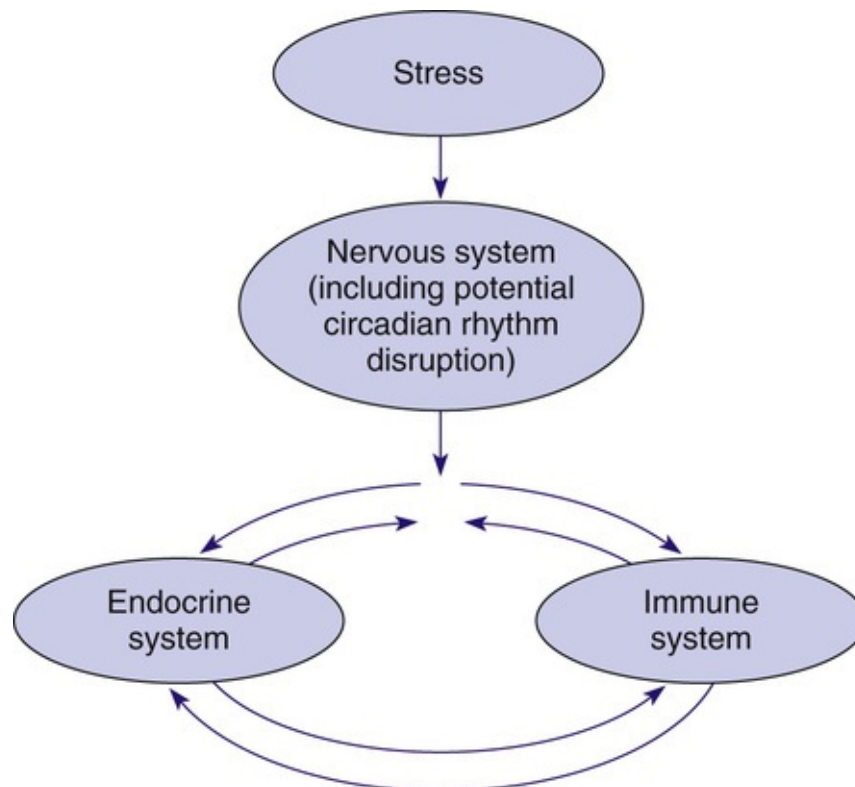 Stress
Nervous system
(including potential
circadian rhythm
disruption)
Endocrine
system
Immune
system